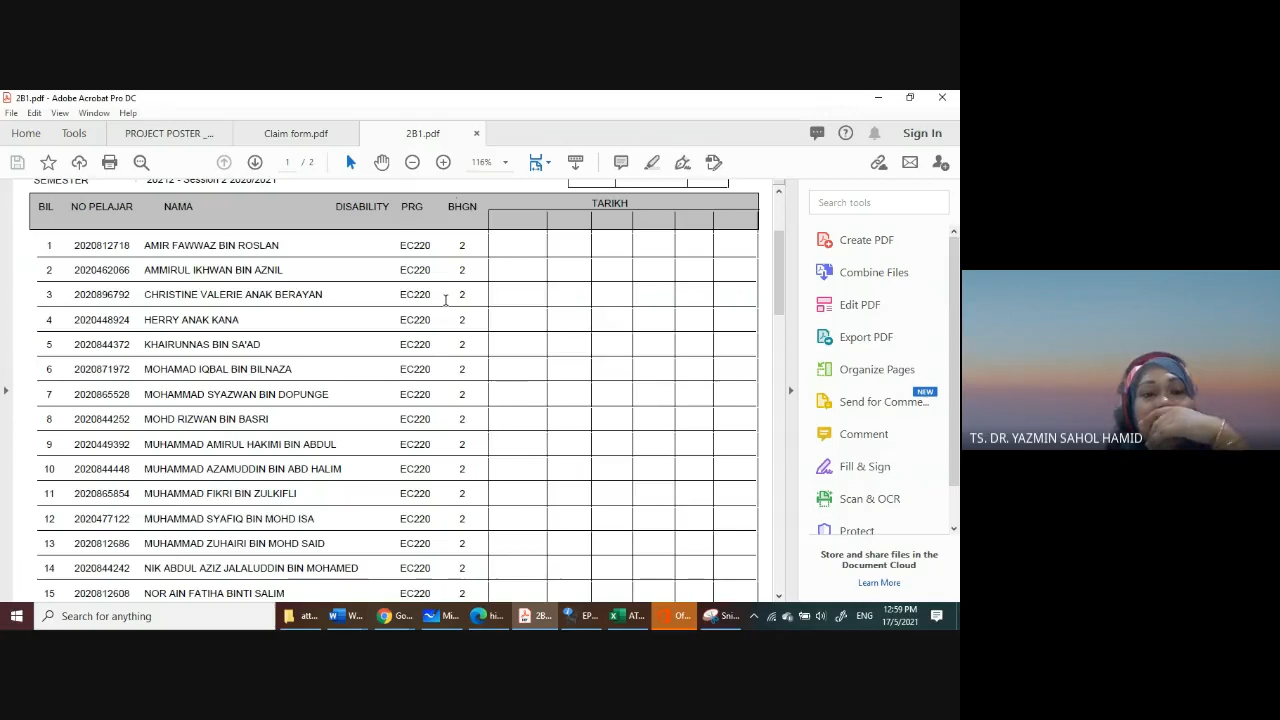 2B1.pdf - Adobe Acrobat Pro DC
File Edit View Window Help
Home Tools PROJECT POSTER _... Claim form.pdf 2B1.pdf × Sign In
1 / 2 116%
SEMESTER 20212 - Session 2 2020/2021
BIL NO PELAJAR NAMA DISABILITY PRG BHGN TARIKH
1 2020812718 AMIR FAWWAZ BIN ROSLAN EC220 2
2 2020462066 AMMIRUL IKHWAN BIN AZNIL EC220 2
3 2020896792 CHRISTINE VALERIE ANAK BERAYAN EC220 2
4 2020448924 HERRY ANAK KANA EC220 2
5 2020844372 KHAIRUNNAS BIN SA'AD EC220 2
6 2020871972 MOHAMAD IQBAL BIN BILNAZA EC220 2
7 2020865528 MOHAMMAD SYAZWAN BIN DOPUNGE EC220 2
8 2020844252 MOHD RIZWAN BIN BASRI EC220 2
9 2020449392 MUHAMMAD AMIRUL HAKIMI BIN ABDUL EC220 2
10 2020844448 MUHAMMAD AZAMUDDIN BIN ABD HALIM EC220 2
11 2020865854 MUHAMMAD FIKRI BIN ZULKIFLI EC220 2
12 2020477122 MUHAMMAD SYAFIQ BIN MOHD ISA EC220 2
13 2020812686 MUHAMMAD ZUHAIRI BIN MOHD SAID EC220 2
14 2020844242 NIK ABDUL AZIZ JALALUDDIN BIN MOHAMED EC220 2
15 2020812608 NOR AIN FATIHA BINTI SALIM EC220 2
Search tools
Create PDF
Combine Files
Edit PDF
Export PDF
Organize Pages
NEW
Send for Comme...
Comment
Fill & Sign
Scan & OCR
Protect
Store and share files in the
Document Cloud
Learn More
TS. DR. YAZMIN SAHOL HAMID
Search for anything att... W... Go... Mi... hi... 2B... EP... AT... Of... Sni... ENG 12:59 PM
17/5/2021